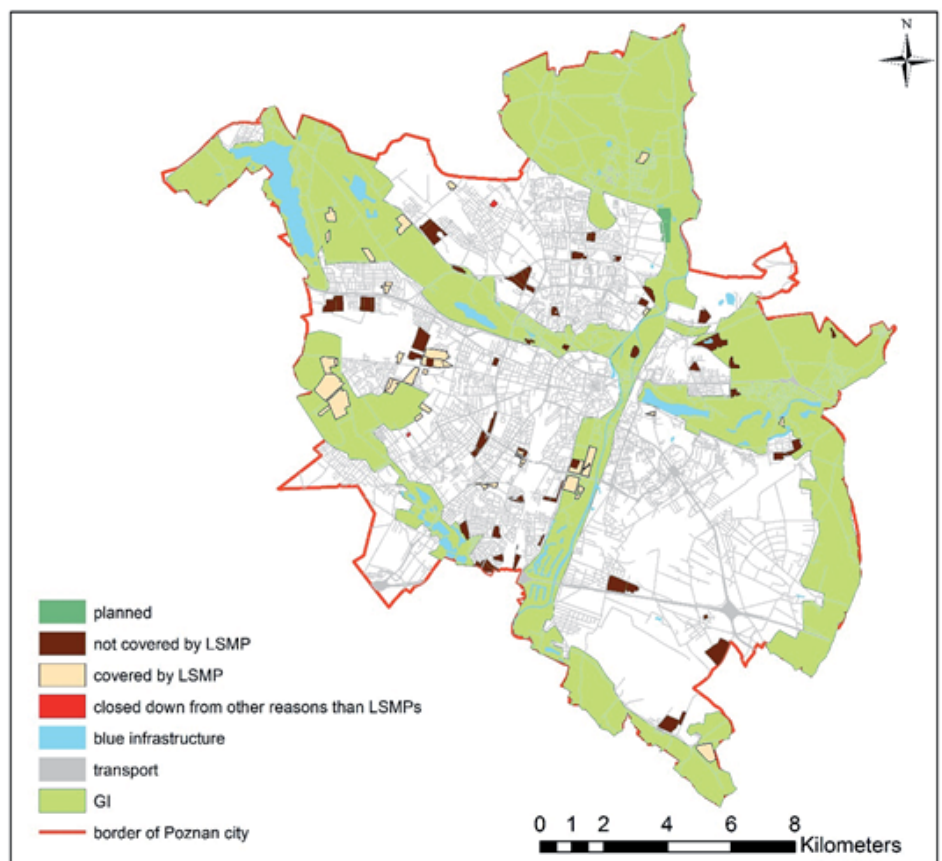 N
planned
not covered by LSMP
covered by LSMP
closed down from other reasons than LSMPs
blue infrastructure
transport
GI
border of Poznan city
0 1 2 4 6 8
Kilometers